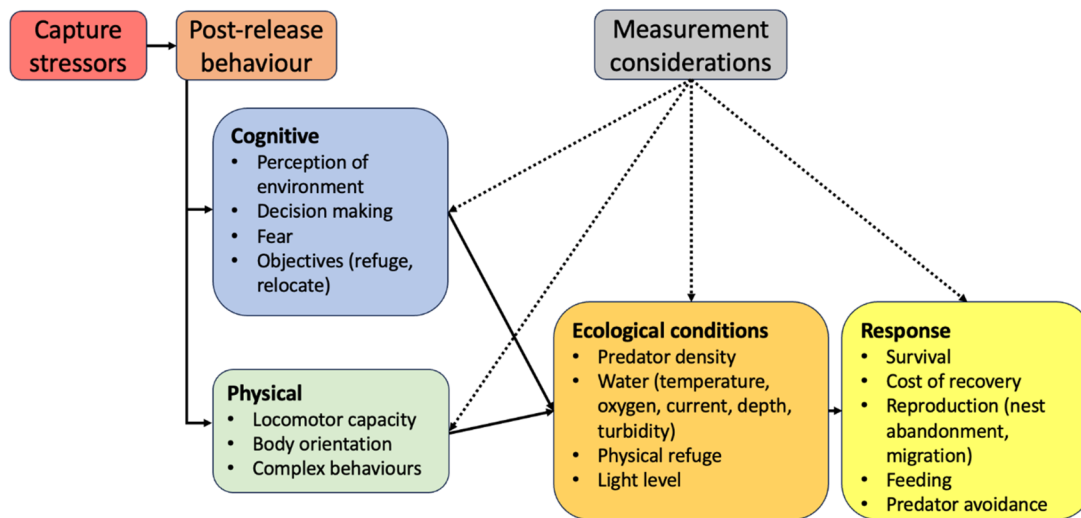 Capture
stressors
Post-release
behaviour
Measurement
considerations
Cognitive
• Perception of
environment
• Decision making
• Fear
• Objectives (refuge,
relocate)
Physical
• Locomotor capacity
• Body orientation
• Complex behaviours
Ecological conditions
• Predator density
• Water (temperature,
oxygen, current, depth,
turbidity)
• Physical refuge
• Light level
Response
• Survival
• Cost of recovery
• Reproduction (nest
abandonment,
migration)
• Feeding
• Predator avoidance